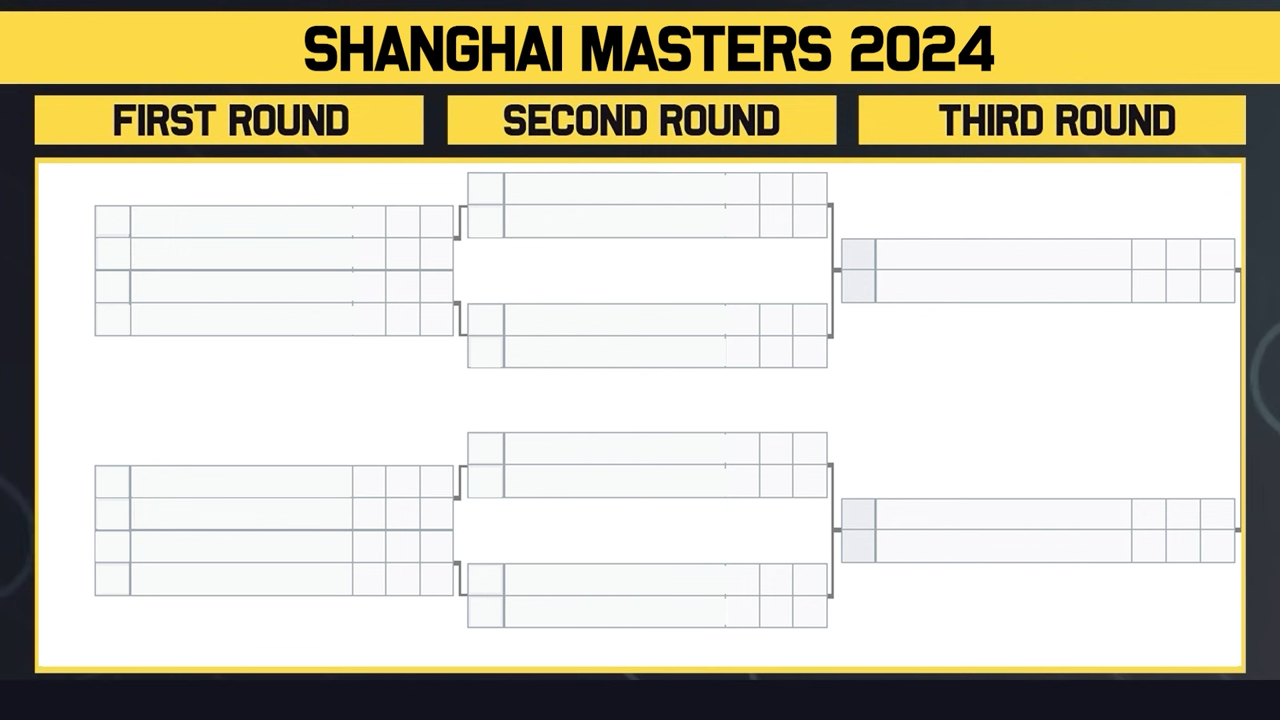 SHANGHAI MASTERS 2024
FIRST ROUND
SECOND ROUND
THIRD ROUND